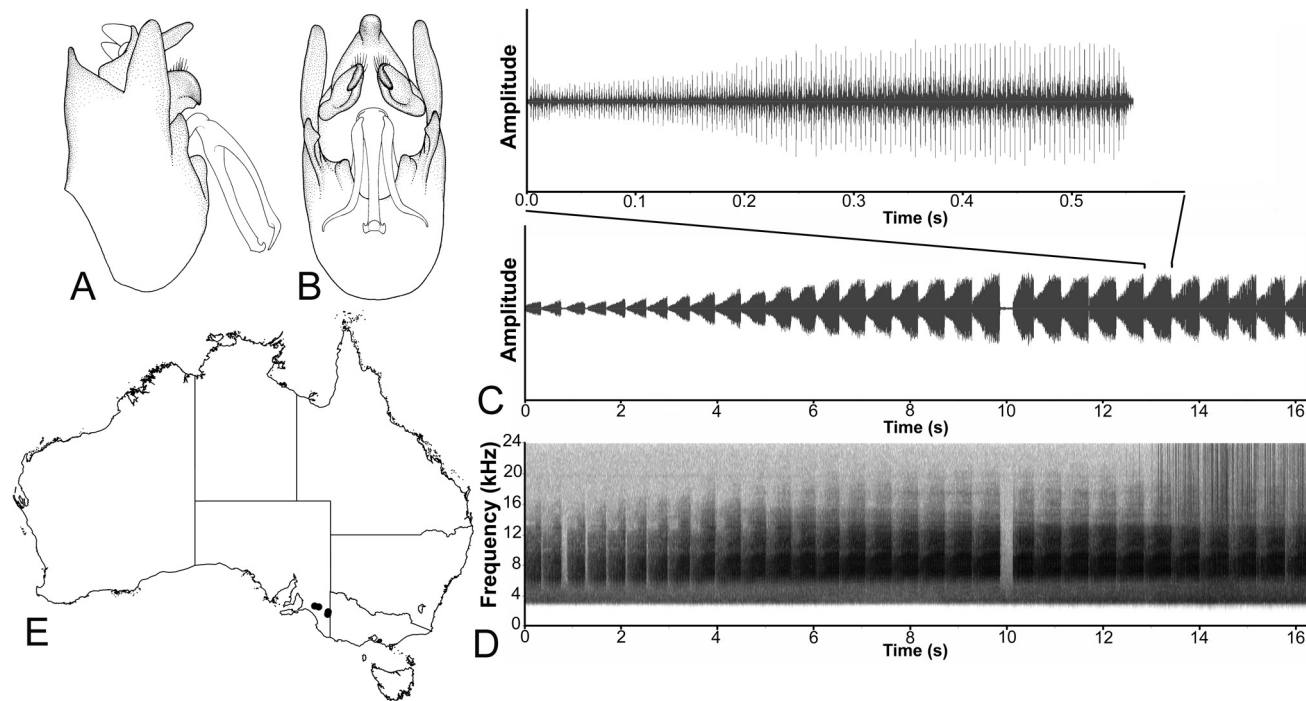 A
B
Amplitude
0.0 0.1 0.2 0.3 0.4 0.5
Time (s)
Amplitude
C
0 2 4 6 8 10 12 14 16
Time (s)
Frequency (kHz)
24
20
16
12
8
4
0
D
0 2 4 6 8 10 12 14 16
Time (s)
E